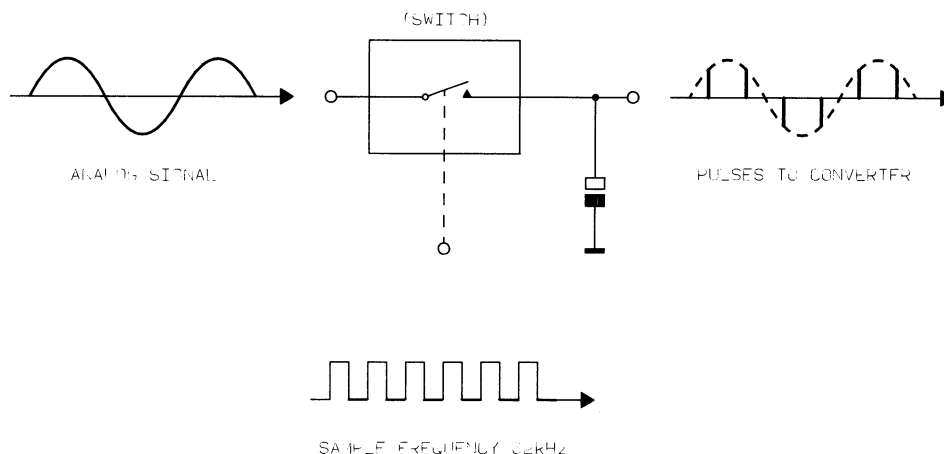 (SWITCH)
ANALOG SIGNAL
PULSES TO CONVERTER
SAMPLE FREQUENCY 32kHz